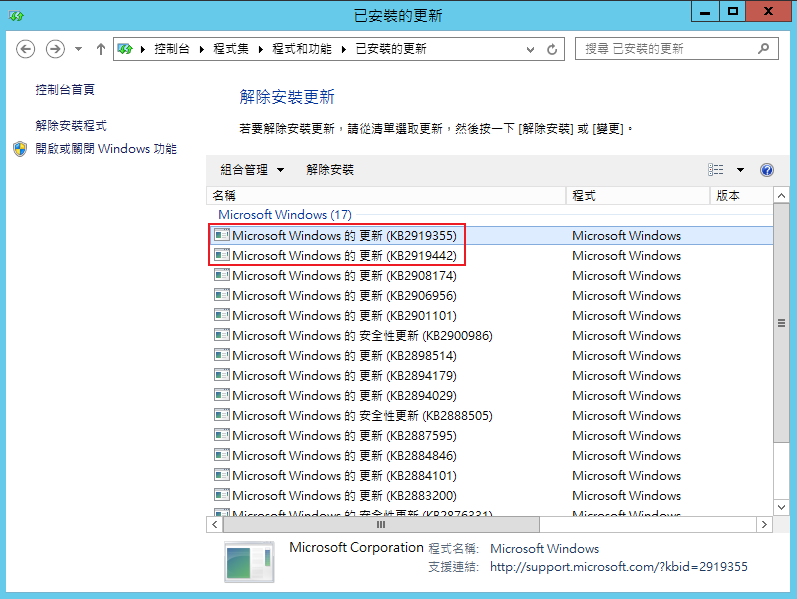 已安裝的更新
控制台 程式集 程式和功能 已安裝的更新
搜尋 已安裝的更新
控制台首頁
解除安裝程式
開啟或關閉 Windows 功能
解除安裝更新
若要解除安裝更新，請從清單選取更新，然後按一下 [解除安裝] 或 [變更]。
組合管理 解除安裝
名稱 程式 版本
Microsoft Windows (17)
Microsoft Windows 的 更新 (KB2919355) Microsoft Windows
Microsoft Windows 的 更新 (KB2919442) Microsoft Windows
Microsoft Windows 的 更新 (KB2908174) Microsoft Windows
Microsoft Windows 的 更新 (KB2906956) Microsoft Windows
Microsoft Windows 的 更新 (KB2901101) Microsoft Windows
Microsoft Windows 的 安全性更新 (KB2900986) Microsoft Windows
Microsoft Windows 的 更新 (KB2898514) Microsoft Windows
Microsoft Windows 的 更新 (KB2894179) Microsoft Windows
Microsoft Windows 的 更新 (KB2894029) Microsoft Windows
Microsoft Windows 的 安全性更新 (KB2888505) Microsoft Windows
Microsoft Windows 的 更新 (KB2887595) Microsoft Windows
Microsoft Windows 的 更新 (KB2884846) Microsoft Windows
Microsoft Windows 的 更新 (KB2884101) Microsoft Windows
Microsoft Windows 的 更新 (KB2883200) Microsoft Windows
Microsoft Windows 的 安全性更新 (KB2876331) Microsoft Windows
Microsoft Corporation 程式名稱: Microsoft Windows
支援連結: http://support.microsoft.com/?kbid=2919355